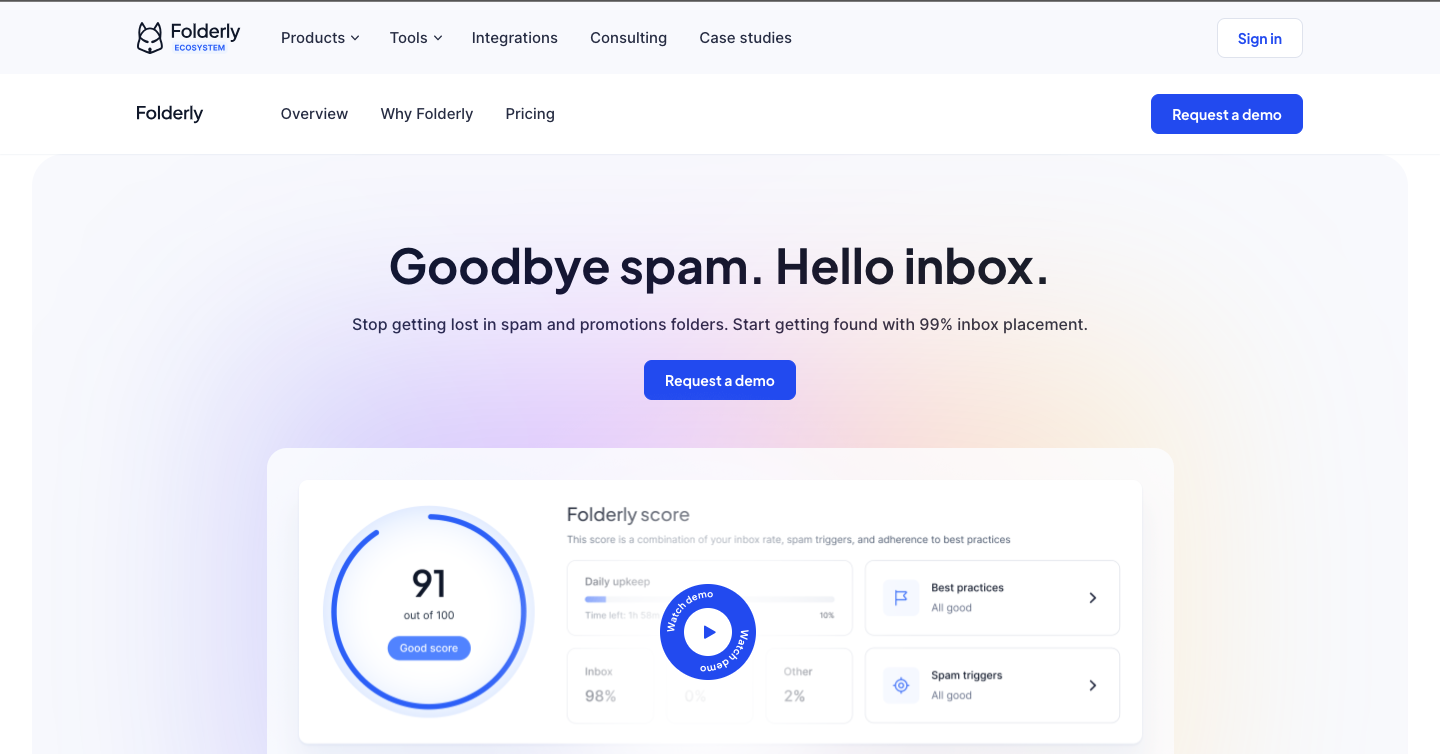 Folderly
ECOSYSTEM
Products
Tools
Integrations
Consulting
Case studies
Sign in
Folderly
Overview
Why Folderly
Pricing
Request a demo
Goodbye spam. Hello inbox.
Stop getting lost in spam and promotions folders. Start getting found with 99% inbox placement.
Request a demo
91
out of 100
Good score
Folderly score
This score is a combination of your inbox rate, spam triggers, and adherence to best practices
Daily upkeep
Time left: 1h 58m
10%
Best practices
All good
Watch demo
Watch demo
Inbox
98%
0%
Other
2%
Spam triggers
All good